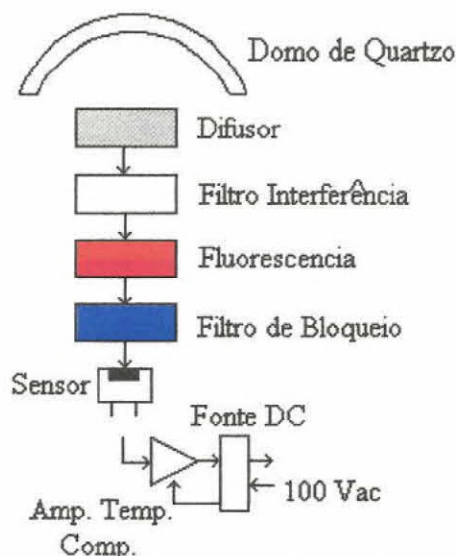 Domo de Quartzo
Difusor
Filtro Interferência
Fluorescencia
Filtro de Bloqueio
Sensor
Fonte DC
100 Vac
Amp. Temp.
Comp.